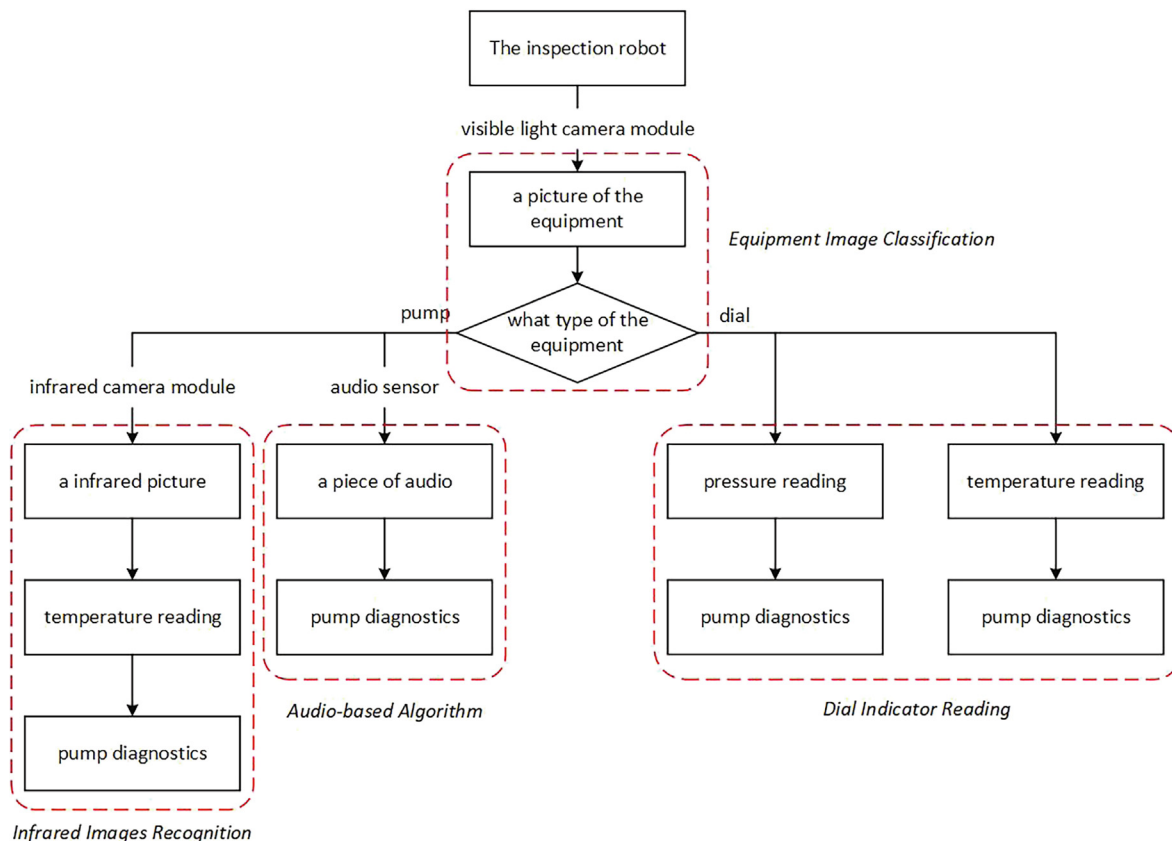 The inspection robot
visible light camera module
a picture of the
equipment
Equipment Image Classification
pump
what type of the
equipment
dial
infrared camera module
audio sensor
a infrared picture
a piece of audio
pressure reading
temperature reading
temperature reading
pump diagnostics
pump diagnostics
pump diagnostics
Audio-based Algorithm
Dial Indicator Reading
pump diagnostics
Infrared Images Recognition